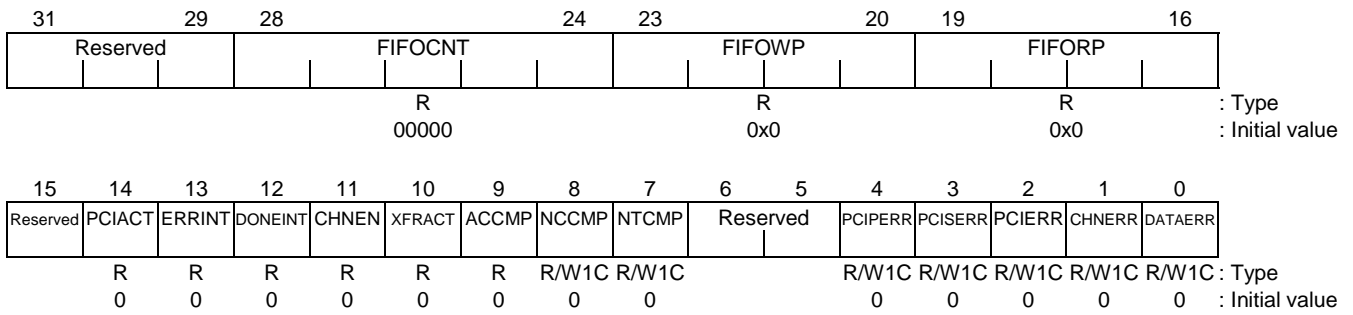 31 29 28 24 23 20 19 16
Reserved FIFOCNT FIFOWP FIFORP
R R R : Type
00000 0x0 0x0 : Initial value
15 14 13 12 11 10 9 8 7 6 5 4 3 2 1 0
Reserved PCIACT ERRINT DONEINT CHNEN XFRACT ACCMP NCCMP NTCMP Reserved PCIPERR PCISERR PCIERR CHNERR DATAERR
R R R R R R R/W1C R/W1C R/W1C R/W1C R/W1C R/W1C R/W1C : Type
0 0 0 0 0 0 0 0 0 0 0 0 0 : Initial value